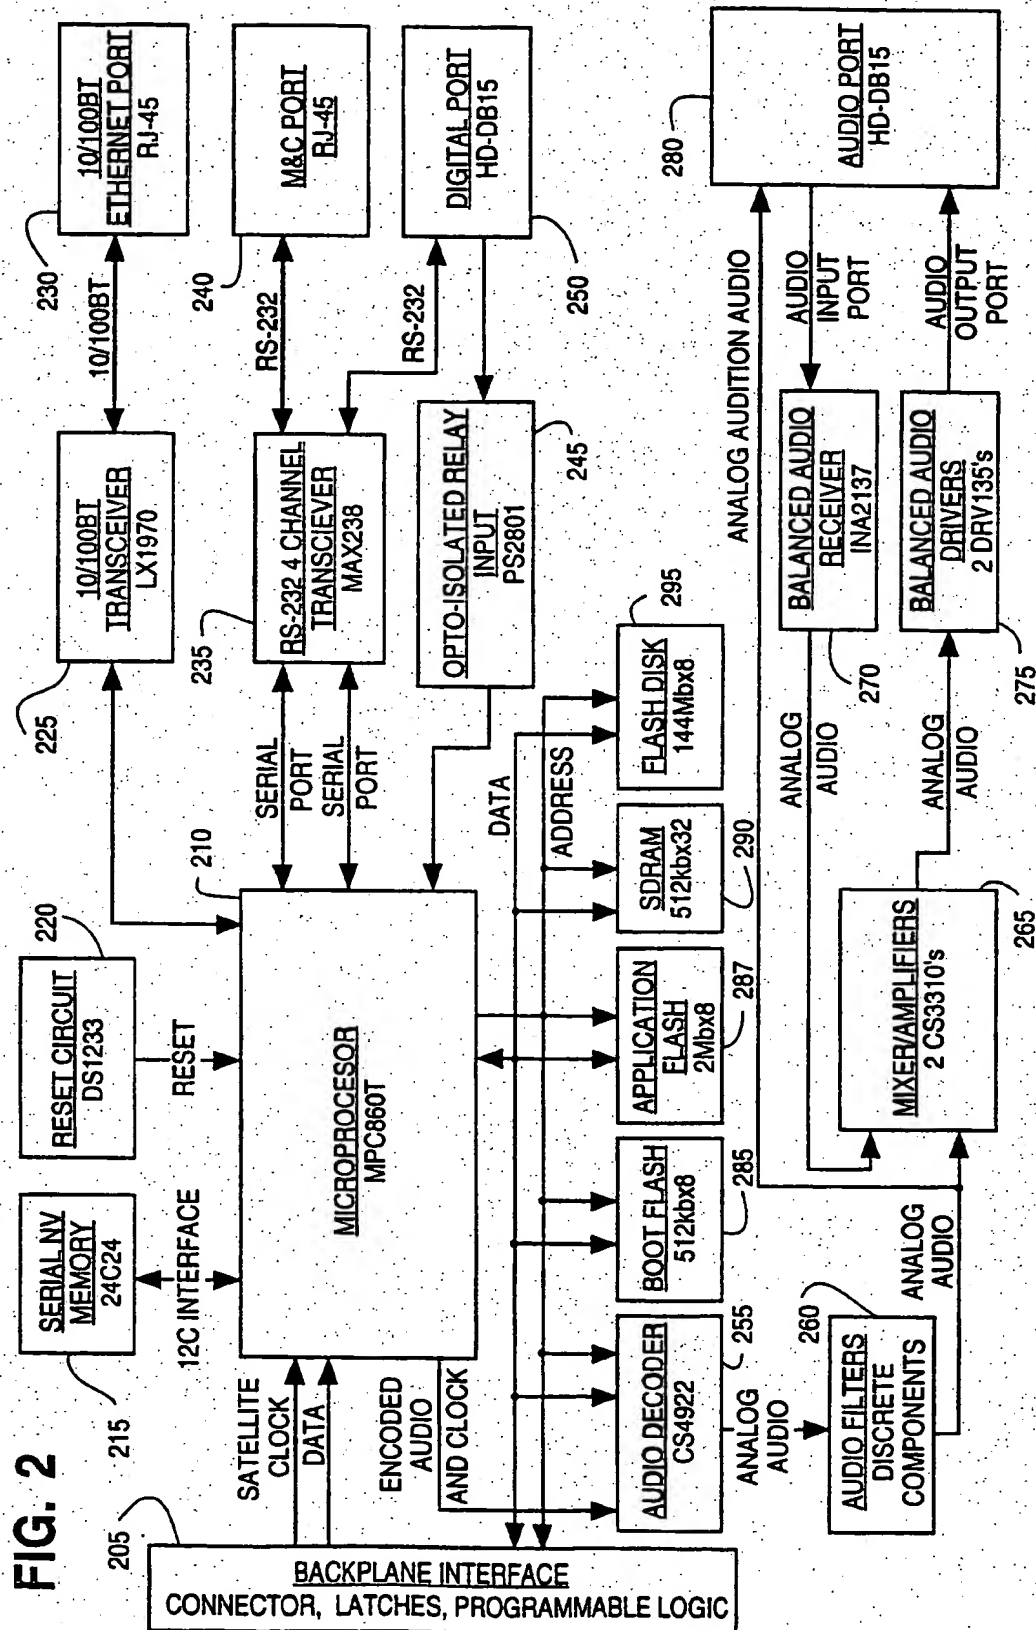 FIG. 2
205
BACKPLANE INTERFACE
CONNECTOR, LATCHES, PROGRAMMABLE LOGIC
SERIAL NV
MEMORY
24C24
215
12C INTERFACE
RESET CIRCUIT
DS1233
220
RESET
SATELLITE
CLOCK
DATA
ENCODED
AUDIO
AND CLOCK
MICROPROCESOR
MPC860T
210
10/100BT
TRANSCEIVER
LX1970
225
10/100BT
10/100BT
ETHERNET PORT
RJ-45
230
SERIAL
PORT
SERIAL
PORT
RS-232 4 CHANNEL
TRANSCIEVER
MAX238
235
RS-232
M&C PORT
RJ-45
240
RS-232
DIGITAL PORT
HD-DB15
250
OPTO-ISOLATED RELAY
INPUT
PS2801
245
DATA
ADDRESS
AUDIO DECODER
CS4922
255
BOOT FLASH
512kbx8
285
APPLICATION
FLASH
2Mbx8
287
SDRAM
512kbx32
290
FLASH DISK
144Mbx8
295
ANALOG
AUDIO
AUDIO FILTERS
DISCRETE
COMPONENTS
260
ANALOG
AUDIO
MIXER/AMPLIFIERS
2 CS3310's
265
ANALOG
AUDIO
ANALOG
AUDIO
BALANCED AUDIO
RECEIVER
INA2137
270
BALANCED AUDIO
DRIVERS
2 DRV135's
275
ANALOG AUDITION AUDIO
AUDIO
INPUT
PORT
AUDIO
OUTPUT
PORT
AUDIO PORT
HD-DB15
280